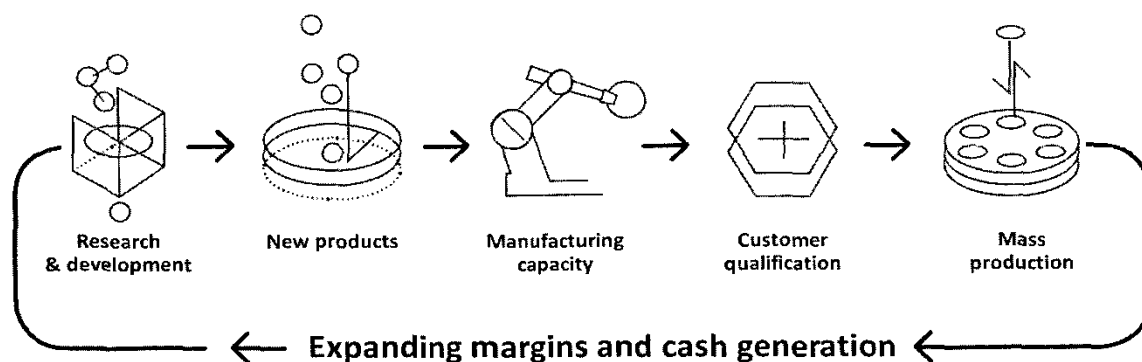 Research
& development
New products
Manufacturing
capacity
Customer
qualification
Mass
production
Expanding margins and cash generation